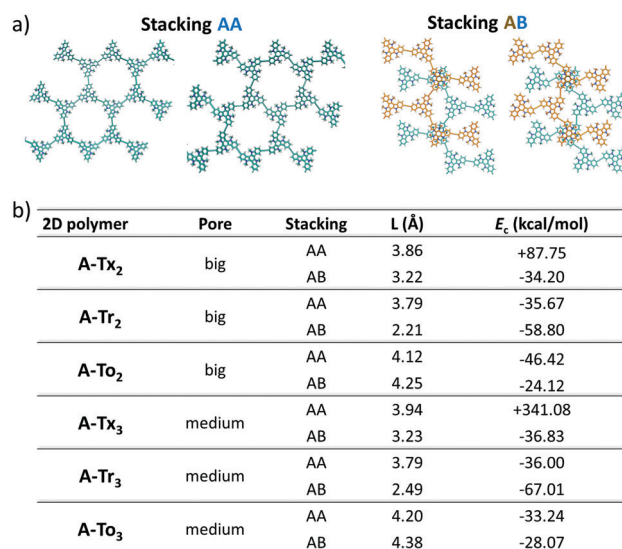 a) Stacking AA Stacking AB
b)
2D polymer Pore Stacking L (Å) Ec (kcal/mol)
A-Tx2 big AA 3.86 +87.75
AB 3.22 -34.20
A-Tr2 big AA 3.79 -35.67
AB 2.21 -58.80
A-To2 big AA 4.12 -46.42
AB 4.25 -24.12
A-Tx3 medium AA 3.94 +341.08
AB 3.23 -36.83
A-Tr3 medium AA 3.79 -36.00
AB 2.49 -67.01
A-To3 medium AA 4.20 -33.24
AB 4.38 -28.07